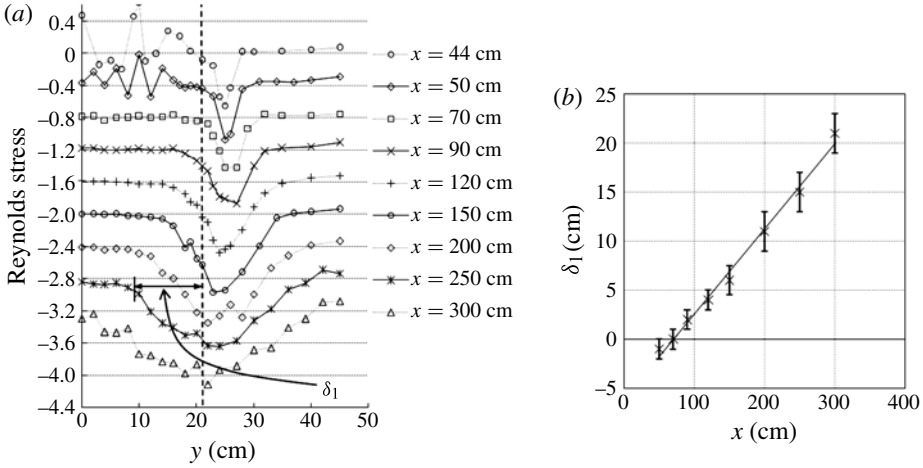 (a)
Reynolds stress
0.4
0
−0.4
−0.8
−1.2
−1.6
−2.0
−2.4
−2.8
−3.2
−3.6
−4.0
−4.4
0 10 20 30 40 50
y (cm)
δ1
x = 44 cm
x = 50 cm
x = 70 cm
x = 90 cm
x = 120 cm
x = 150 cm
x = 200 cm
x = 250 cm
x = 300 cm
(b)
δ1 (cm)
25
20
15
10
5
0
−5
0 100 200 300 400
x (cm)